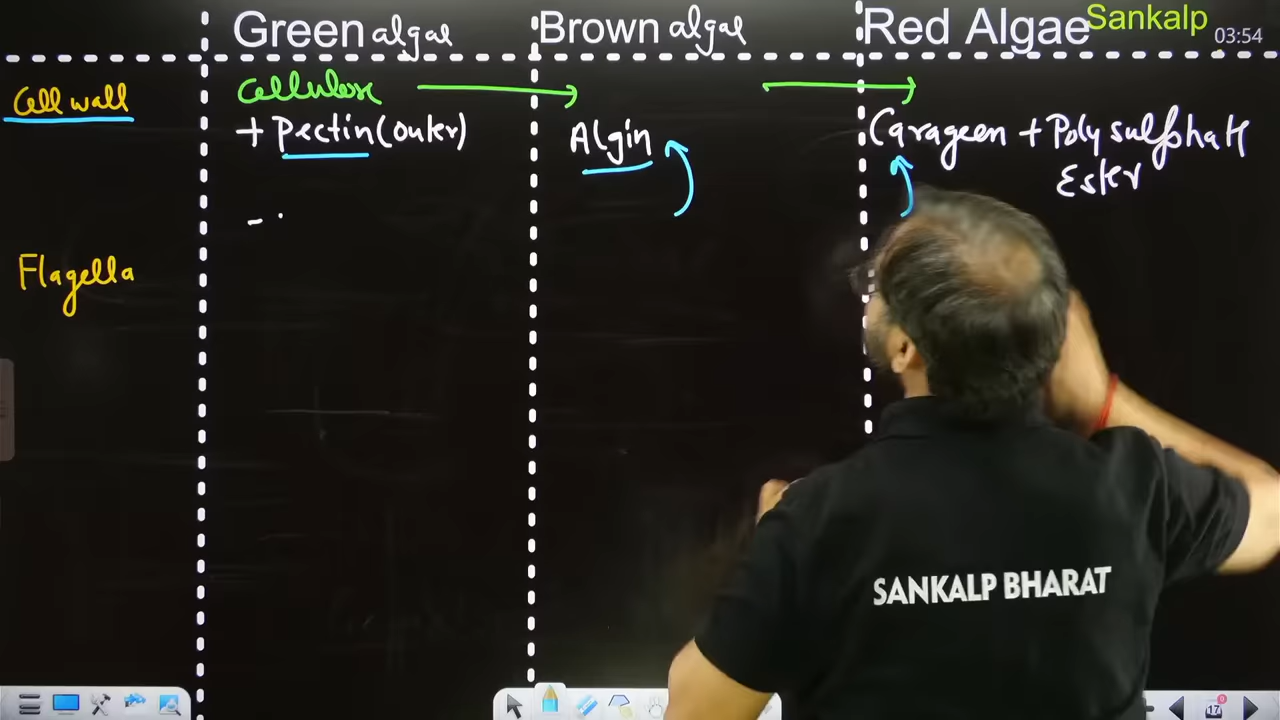 Green algae
Brown algae
Red Algae
Sankalp
03:54
Cell wall
Cellulose
+ Pectin (outer)
Algin
Carageen + Poly sulphate
Ester
Flagella
SANKALP BHARAT
17